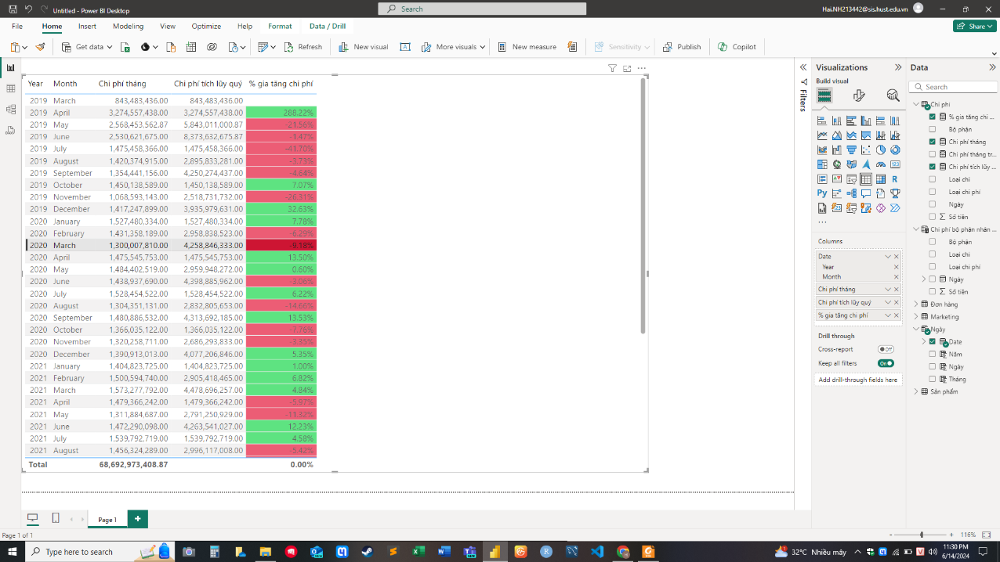 Untitled - Power BI Desktop
Search
Hai.NH213442@sis.hust.edu.vn
File Home Insert Modeling View Optimize Help Format Data / Drill
Share
Get data
Refresh
New visual
More visuals
New measure
Sensitivity
Publish
Copilot
Year Month Chi phí tháng Chi phí tích lũy quý % gia tăng chi phí
2019 March 843,483,436.00 843,483,436.00
2019 April 3,274,557,438.00 3,274,557,438.00 288.22%
2019 May 2,568,453,562.87 5,843,011,000.87 -21.56%
2019 June 2,530,621,675.00 8,373,632,675.87 -1.47%
2019 July 1,475,458,366.00 1,475,458,366.00 -41.70%
2019 August 1,420,374,915.00 2,895,833,281.00 -3.73%
2019 September 1,354,441,156.00 4,250,274,437.00 -4.64%
2019 October 1,450,138,589.00 1,450,138,589.00 7.07%
2019 November 1,068,593,143.00 2,518,731,732.00 -26.31%
2019 December 1,417,247,899.00 3,935,979,631.00 32.63%
2020 January 1,527,480,334.00 1,527,480,334.00 7.78%
2020 February 1,431,358,189.00 2,958,838,523.00 -6.29%
2020 March 1,300,007,810.00 4,258,846,333.00 -9.18%
2020 April 1,475,545,753.00 1,475,545,753.00 13.50%
2020 May 1,484,402,519.00 2,959,948,272.00 0.60%
2020 June 1,438,937,690.00 4,398,885,962.00 -3.06%
2020 July 1,528,454,522.00 1,528,454,522.00 6.22%
2020 August 1,304,351,131.00 2,832,805,653.00 -14.66%
2020 September 1,480,886,532.00 4,313,692,185.00 13.53%
2020 October 1,366,035,122.00 1,366,035,122.00 -7.76%
2020 November 1,320,258,711.00 2,686,293,833.00 -3.35%
2020 December 1,390,913,013.00 4,077,206,846.00 5.35%
2021 January 1,404,823,725.00 1,404,823,725.00 1.00%
2021 February 1,500,594,740.00 2,905,418,465.00 6.82%
2021 March 1,573,277,792.00 4,478,696,257.00 4.84%
2021 April 1,479,366,242.00 1,479,366,242.00 -5.97%
2021 May 1,311,884,687.00 2,791,250,929.00 -11.32%
2021 June 1,472,290,098.00 4,263,541,027.00 12.23%
2021 July 1,539,792,719.00 1,539,792,719.00 4.58%
2021 August 1,456,324,289.00 2,996,117,008.00 -5.42%
Total 68,692,973,408.87 0.00%
Filters
Visualizations
Build visual
123
R
Py
...
Columns
Date
Year
Month
Chi phí tháng
Chi phí tích lũy quý
% gia tăng chi phí
Drill through
Cross-report Off
Keep all filters On
Add drill-through fields here
Data
Search
Chi phí
% gia tăng chi ...
Bộ phận
Chi phí tháng
Chi phí tháng tr...
Chi phí tích lũy ...
Loại chi
Loại chi phí
Ngày
Số tiền
Chi phí bộ phận nhân ...
Bộ phận
Loại chi
Loại chi phí
Ngày
Số tiền
Đơn hàng
Marketing
Ngày
Date
Năm
Ngày
Tháng
Sản phẩm
Page 1
Page 1 of 1
116%
Type here to search
32°C Nhiều mây
11:30 PM
6/14/2024